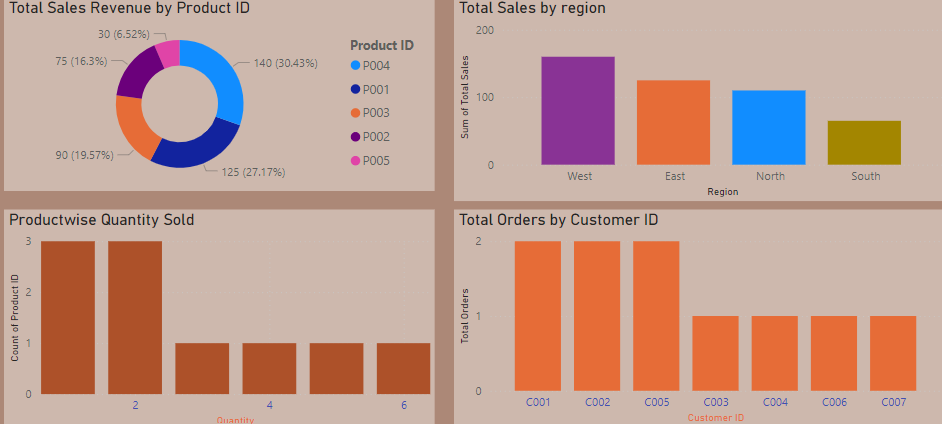 Total Sales Revenue by Product ID
30 (6.52%)
75 (16.3%)
140 (30.43%)
90 (19.57%)
125 (27.17%)
Product ID
P004
P001
P003
P002
P005
Total Sales by region
Sum of Total Sales
200
100
0
West East North South
Region
Productwise Quantity Sold
Count of Product ID
3
2
1
0
2 4 6
Quantity
Total Orders by Customer ID
Total Orders
2
1
0
C001 C002 C005 C003 C004 C006 C007
Customer ID